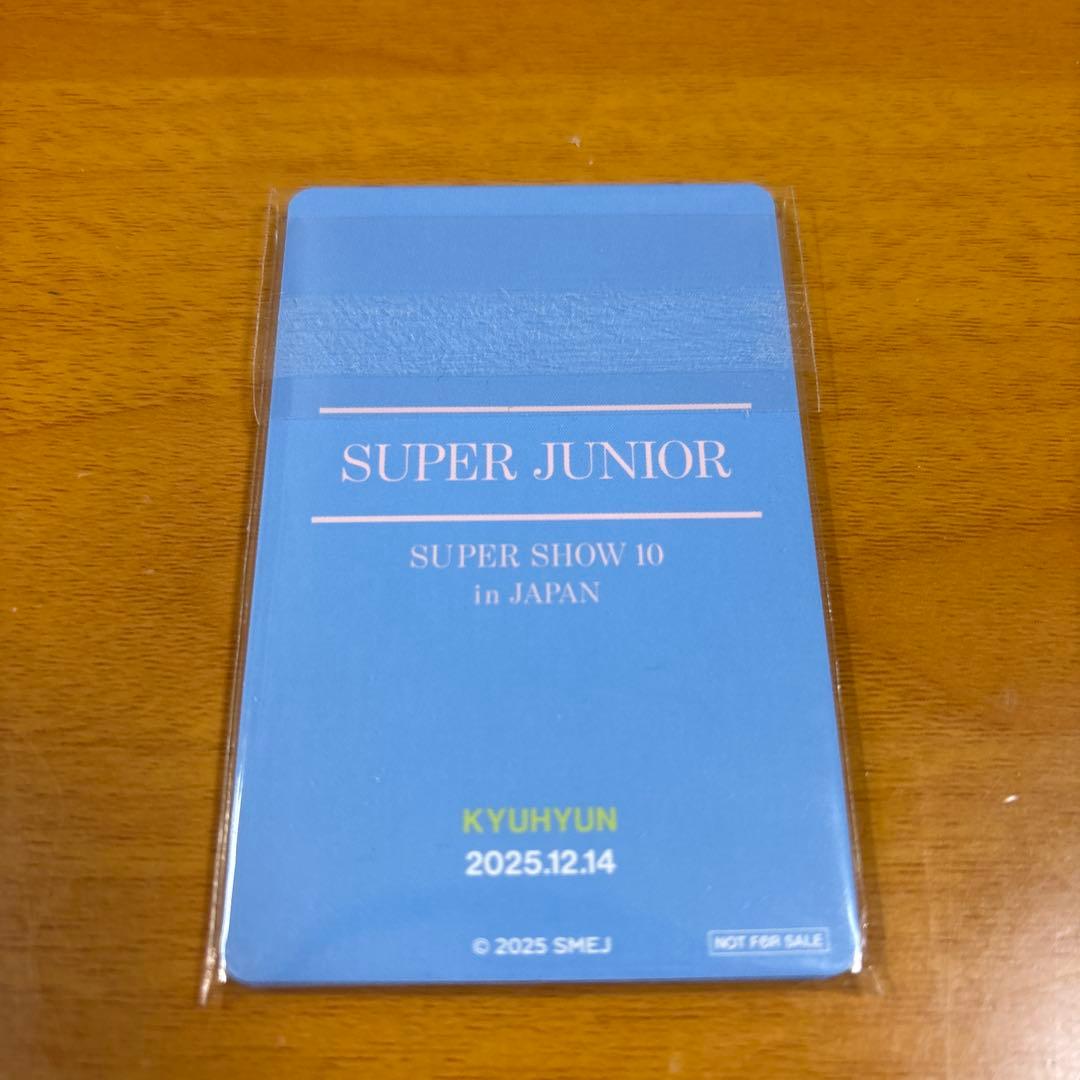 SUPER JUNIOR
SUPER SHOW 10
in JAPAN
KYUHYUN
2025.12.14
© 2025 SMEJ
NOT FOR SALE